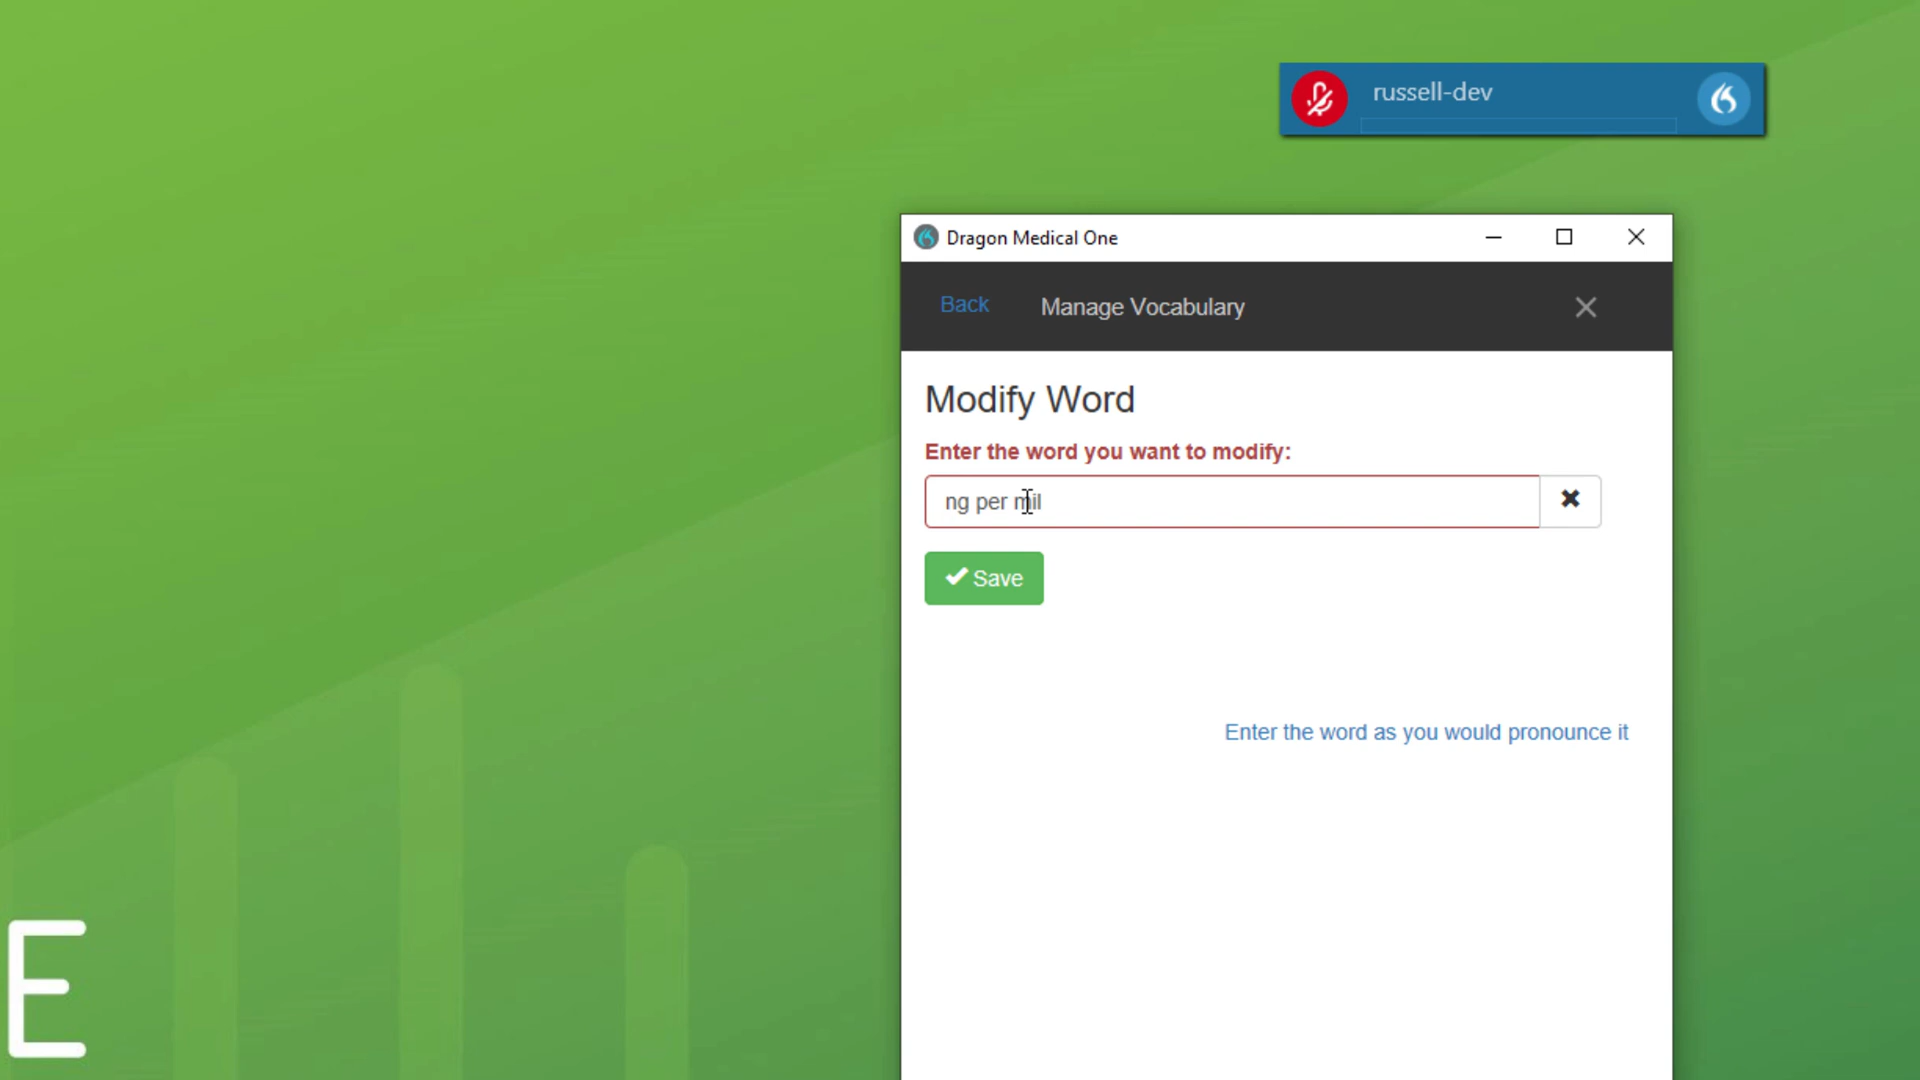 russell-dev
Dragon Medical One
Back Manage Vocabulary
Modify Word
Enter the word you want to modify:
ng per mil
Save
Enter the word as you would pronounce it
E